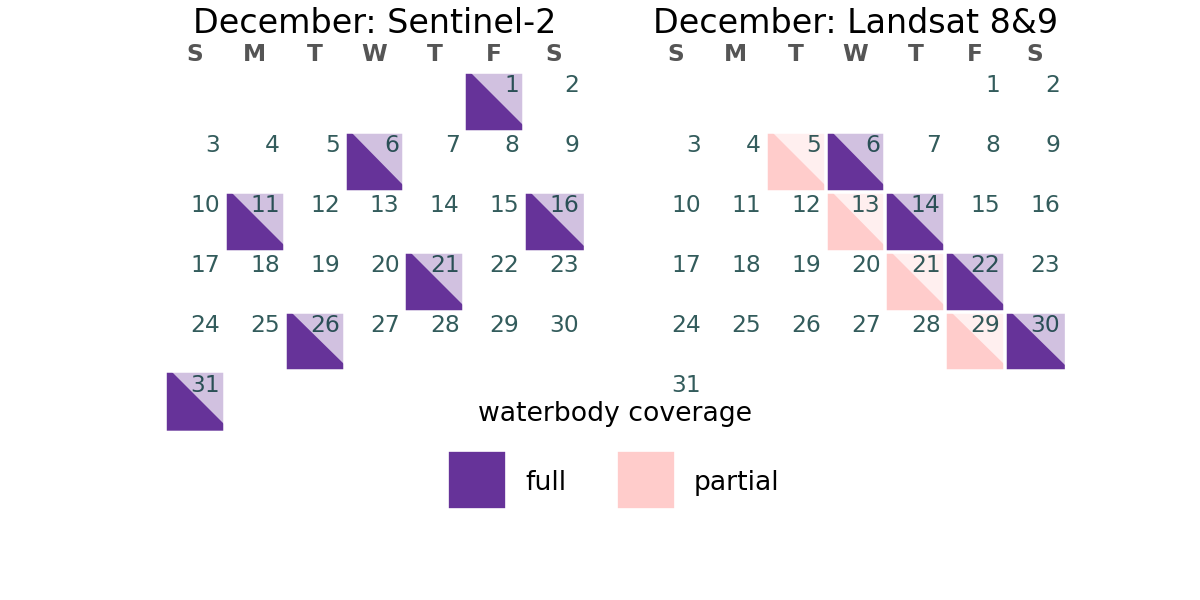 December: Sentinel-2
S M T W T F S
1 2
3 4 5 6 7 8 9
10 11 12 13 14 15 16
17 18 19 20 21 22 23
24 25 26 27 28 29 30
31
December: Landsat 8&9
S M T W T F S
1 2
3 4 5 6 7 8 9
10 11 12 13 14 15 16
17 18 19 20 21 22 23
24 25 26 27 28 29 30
31
waterbody coverage
full partial